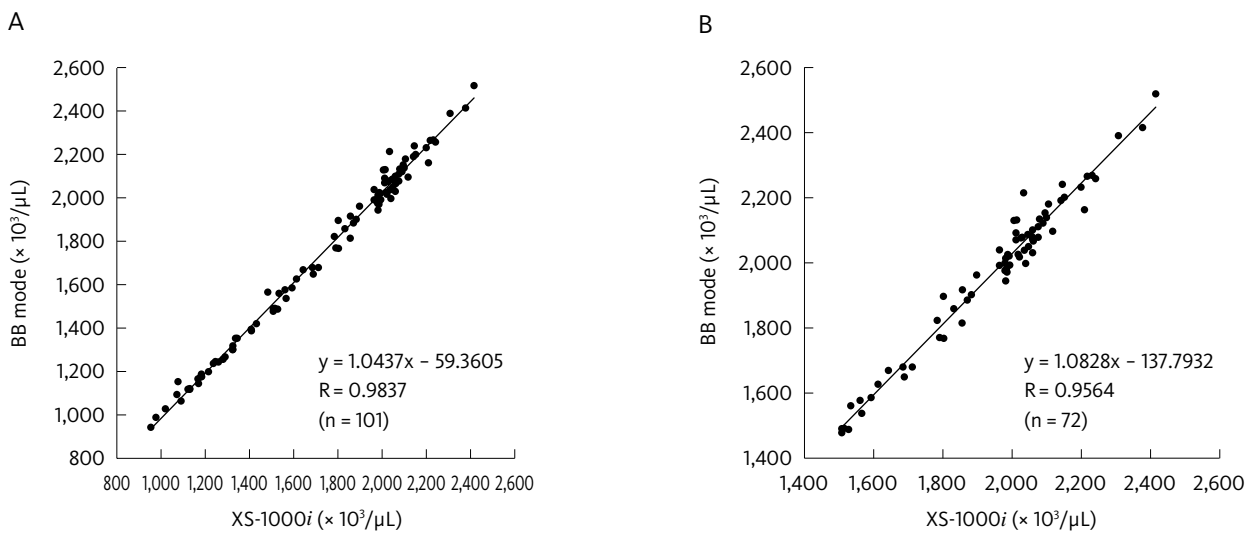 A
2,600
2,400
2,200
2,000
1,800
1,600
1,400
1,200
1,000
800
BB mode (× 10³/μL)
y = 1.0437x – 59.3605
R = 0.9837
(n = 101)
800 1,000 1,200 1,400 1,600 1,800 2,000 2,200 2,400 2,600
XS-1000i (× 10³/μL)
B
2,600
2,400
2,200
2,000
1,800
1,600
1,400
BB mode (× 10³/μL)
y = 1.0828x – 137.7932
R = 0.9564
(n = 72)
1,400 1,600 1,800 2,000 2,200 2,400 2,600
XS-1000i (× 10³/μL)